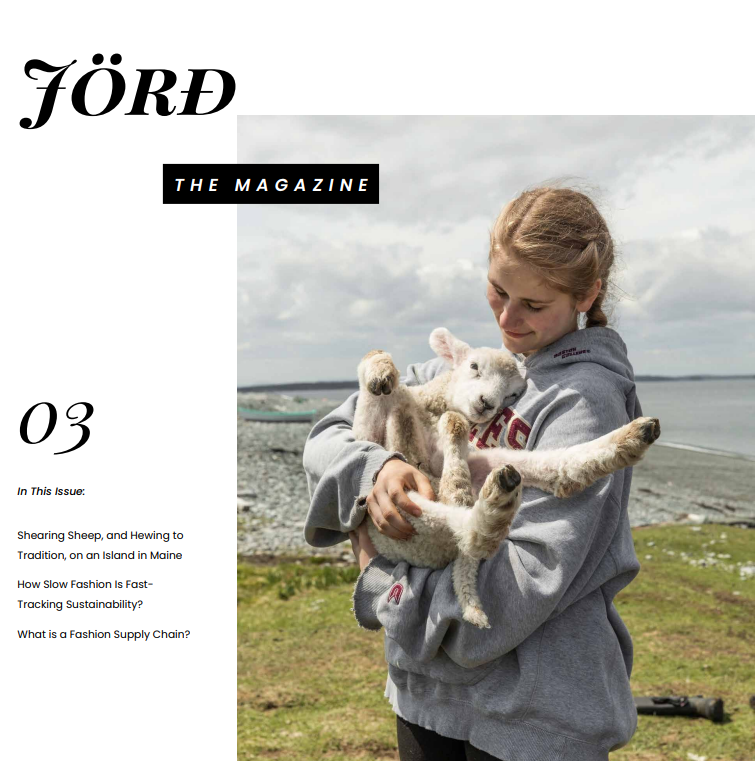 JÖRÐ
THE MAGAZINE
03
In This Issue:
Shearing Sheep, and Hewing to
Tradition, on an Island in Maine
How Slow Fashion Is Fast-
Tracking Sustainability?
What is a Fashion Supply Chain?